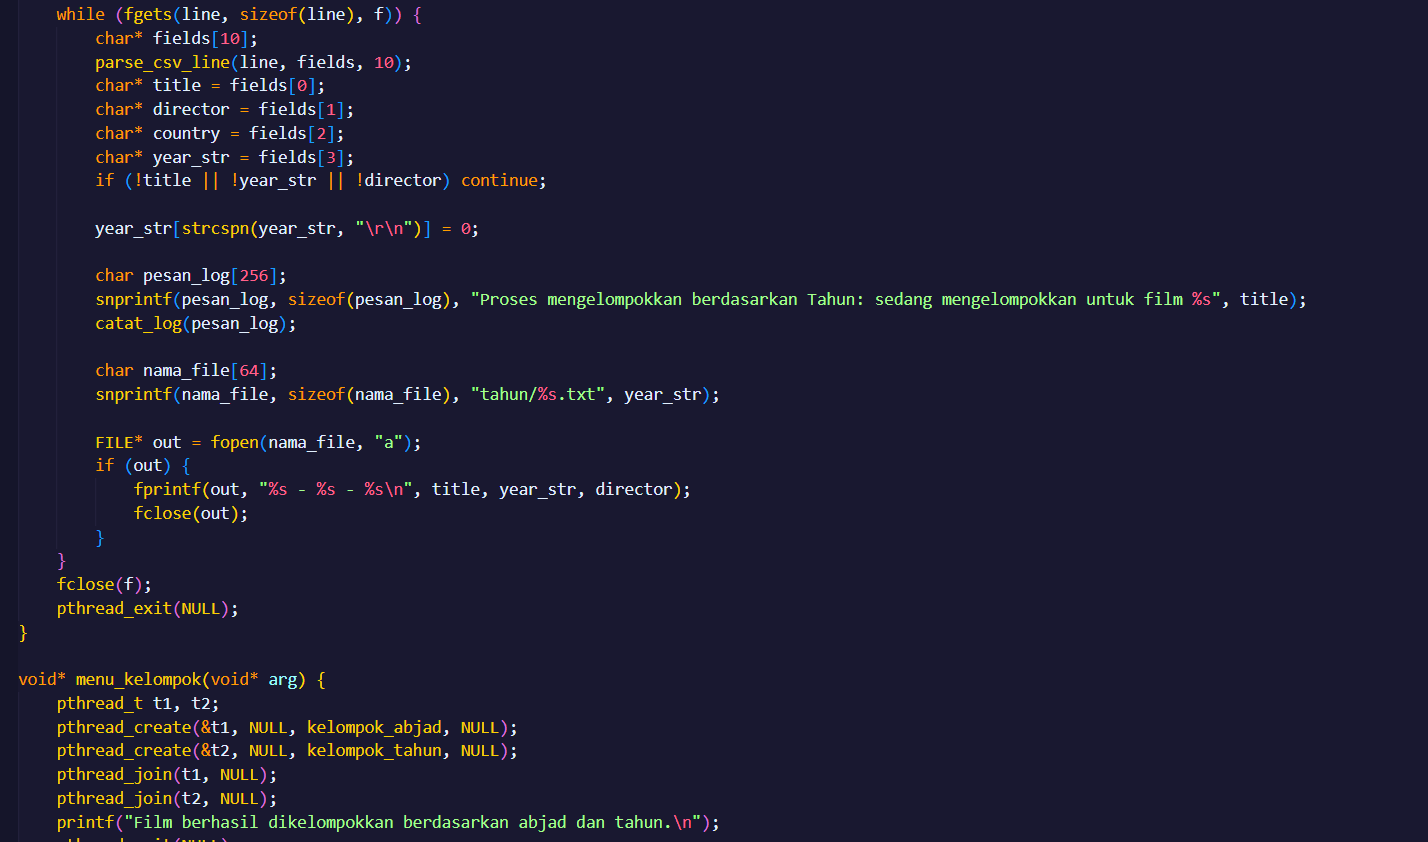 while (fgets(line, sizeof(line), f)) {
char* fields[10];
parse_csv_line(line, fields, 10);
char* title = fields[0];
char* director = fields[1];
char* country = fields[2];
char* year_str = fields[3];
if (!title || !year_str || !director) continue;
year_str[strcspn(year_str, "\r\n")] = 0;
char pesan_log[256];
snprintf(pesan_log, sizeof(pesan_log), "Proses mengelompokkan berdasarkan Tahun: sedang mengelompokkan untuk film %s", title);
catat_log(pesan_log);
char nama_file[64];
snprintf(nama_file, sizeof(nama_file), "tahun/%s.txt", year_str);
FILE* out = fopen(nama_file, "a");
if (out) {
fprintf(out, "%s - %s - %s\n", title, year_str, director);
fclose(out);
}
}
fclose(f);
pthread_exit(NULL);
}
void* menu_kelompok(void* arg) {
pthread_t t1, t2;
pthread_create(&t1, NULL, kelompok_abjad, NULL);
pthread_create(&t2, NULL, kelompok_tahun, NULL);
pthread_join(t1, NULL);
pthread_join(t2, NULL);
printf("Film berhasil dikelompokkan berdasarkan abjad dan tahun.\n");